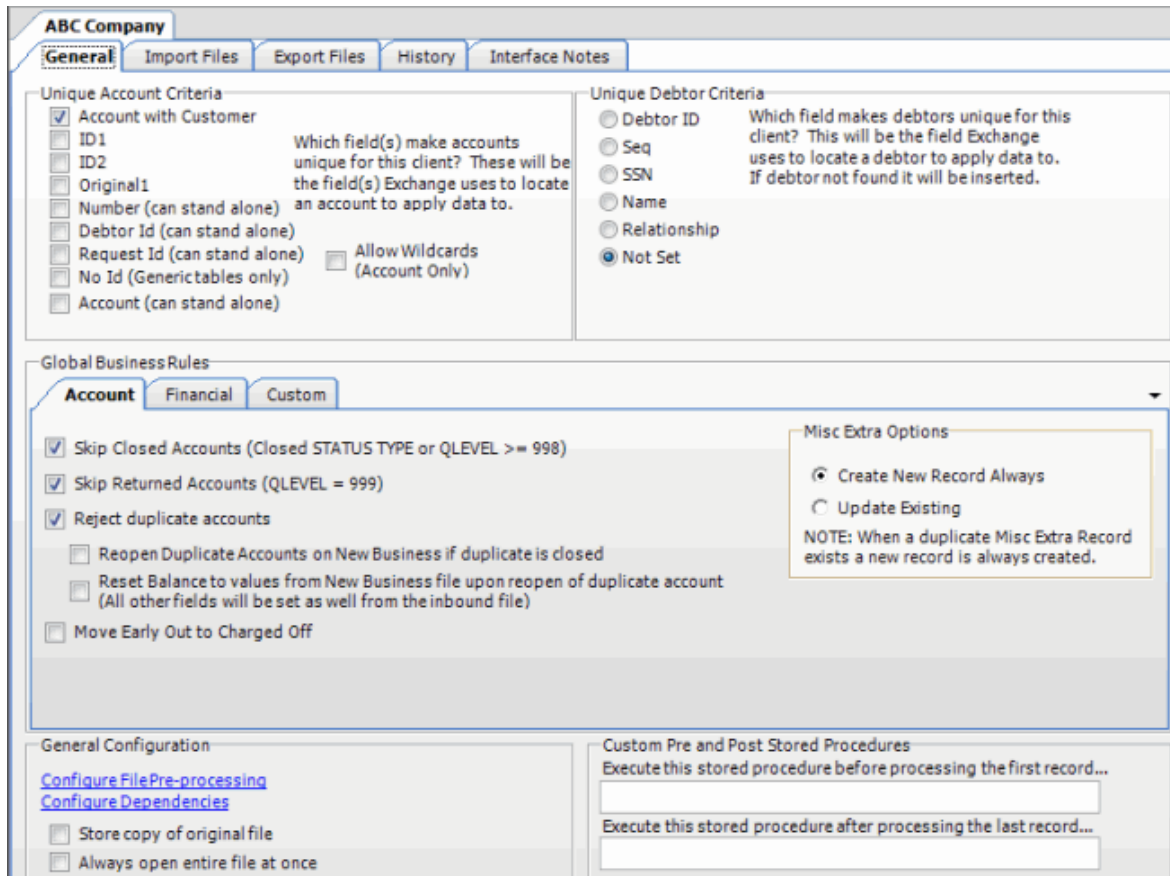 ABC Company
General
Import Files
Export Files
History
Interface Notes
Unique Account Criteria
Account with Customer
ID1
ID2
Original1
Number (can stand alone)
Debtor Id (can stand alone)
Request Id (can stand alone)
No Id (Generic tables only)
Account (can stand alone)
Which field(s) make accounts
unique for this client? These will be
the field(s) Exchange uses to locate
an account to apply data to.
Allow Wildcards
(Account Only)
Unique Debtor Criteria
Debtor ID
Seq
SSN
Name
Relationship
Not Set
Which field makes debtors unique for this
client? This will be the field Exchange
uses to locate a debtor to apply data to.
If debtor not found it will be inserted.
Global Business Rules
Account
Financial
Custom
Skip Closed Accounts (Closed STATUS TYPE or QLEVEL >= 998)
Skip Returned Accounts (QLEVEL = 999)
Reject duplicate accounts
Reopen Duplicate Accounts on New Business if duplicate is closed
Reset Balance to values from New Business file upon reopen of duplicate account
(All other fields will be set as well from the inbound file)
Move Early Out to Charged Off
Misc Extra Options
Create New Record Always
Update Existing
NOTE: When a duplicate Misc Extra Record
exists a new record is always created.
General Configuration
Configure File Pre-processing
Configure Dependencies
Store copy of original file
Always open entire file at once
Custom Pre and Post Stored Procedures
Execute this stored procedure before processing the first record...
Execute this stored procedure after processing the last record...